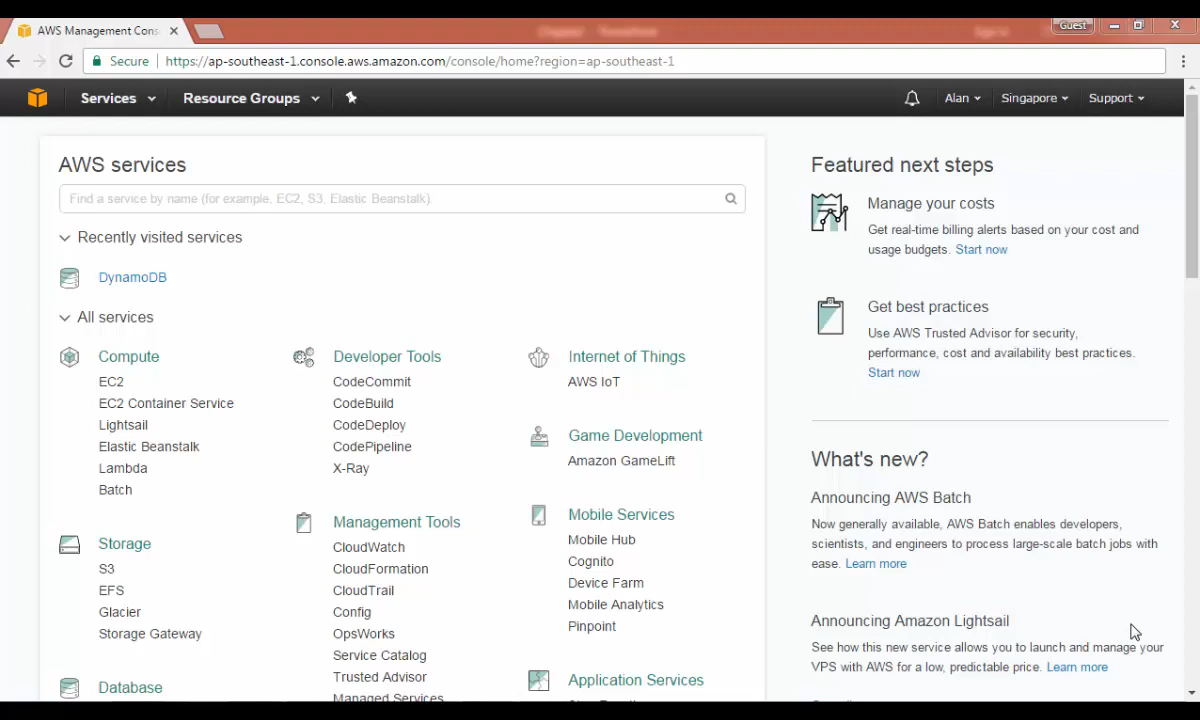 AWS Management Cons
Guest
Secure
https://ap-southeast-1.console.aws.amazon.com/console/home?region=ap-southeast-1
Services
Resource Groups
Alan
Singapore
Support
AWS services
Find a service by name (for example, EC2, S3, Elastic Beanstalk).
Recently visited services
DynamoDB
All services
Compute
EC2
EC2 Container Service
Lightsail
Elastic Beanstalk
Lambda
Batch
Storage
S3
EFS
Glacier
Storage Gateway
Database
Developer Tools
CodeCommit
CodeBuild
CodeDeploy
CodePipeline
X-Ray
Management Tools
CloudWatch
CloudFormation
CloudTrail
Config
OpsWorks
Service Catalog
Trusted Advisor
Managed Services
Internet of Things
AWS IoT
Game Development
Amazon GameLift
Mobile Services
Mobile Hub
Cognito
Device Farm
Mobile Analytics
Pinpoint
Application Services
Featured next steps
Manage your costs
Get real-time billing alerts based on your cost and
usage budgets. Start now
Get best practices
Use AWS Trusted Advisor for security,
performance, cost and availability best practices.
Start now
What's new?
Announcing AWS Batch
Now generally available, AWS Batch enables developers,
scientists, and engineers to process large-scale batch jobs with
ease. Learn more
Announcing Amazon Lightsail
See how this new service allows you to launch and manage your
VPS with AWS for a low, predictable price. Learn more